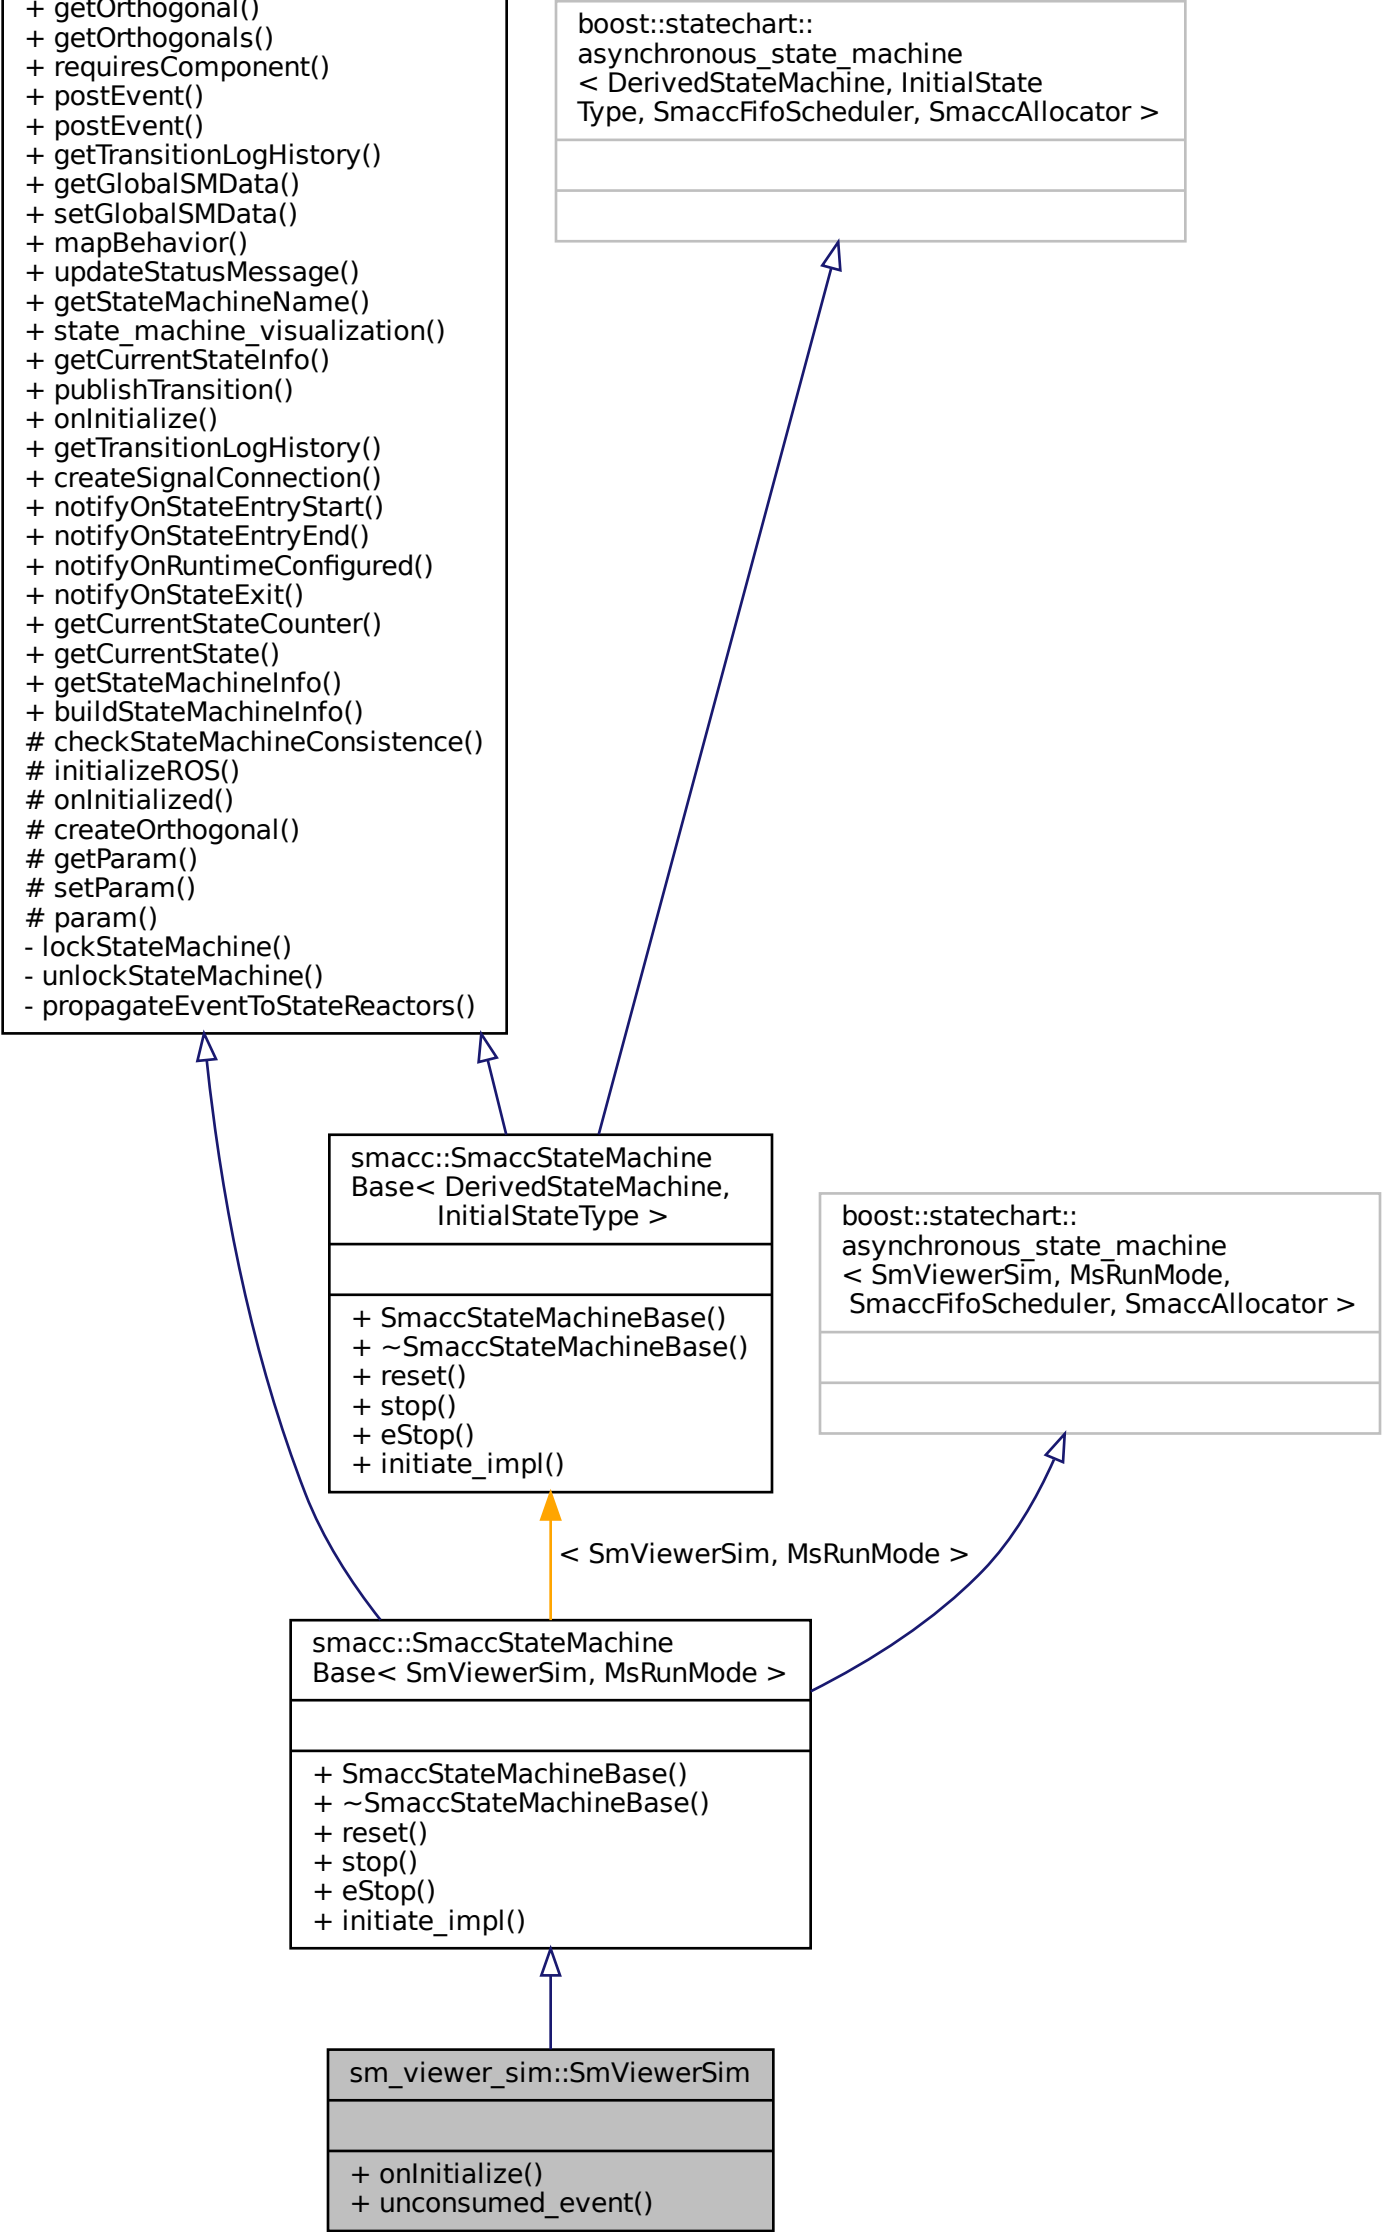 + getOrthogonal()
+ getOrthogonals()
+ requiresComponent()
+ postEvent()
+ postEvent()
+ getTransitionLogHistory()
+ getGlobalSMData()
+ setGlobalSMData()
+ mapBehavior()
+ updateStatusMessage()
+ getStateMachineName()
+ state_machine_visualization()
+ getCurrentStateInfo()
+ publishTransition()
+ onInitialize()
+ getTransitionLogHistory()
+ createSignalConnection()
+ notifyOnStateEntryStart()
+ notifyOnStateEntryEnd()
+ notifyOnRuntimeConfigured()
+ notifyOnStateExit()
+ getCurrentStateCounter()
+ getCurrentState()
+ getStateMachineInfo()
+ buildStateMachineInfo()
# checkStateMachineConsistence()
# initializeROS()
# onInitialized()
# createOrthogonal()
# getParam()
# setParam()
# param()
- lockStateMachine()
- unlockStateMachine()
- propagateEventToStateReactors()
boost::statechart::
asynchronous_state_machine
< DerivedStateMachine, InitialState
Type, SmaccFifoScheduler, SmaccAllocator >
smacc::SmaccStateMachine
Base< DerivedStateMachine,
InitialStateType >
+ SmaccStateMachineBase()
+ ~SmaccStateMachineBase()
+ reset()
+ stop()
+ eStop()
+ initiate_impl()
boost::statechart::
asynchronous_state_machine
< SmViewerSim, MsRunMode,
SmaccFifoScheduler, SmaccAllocator >
< SmViewerSim, MsRunMode >
smacc::SmaccStateMachine
Base< SmViewerSim, MsRunMode >
+ SmaccStateMachineBase()
+ ~SmaccStateMachineBase()
+ reset()
+ stop()
+ eStop()
+ initiate_impl()
sm_viewer_sim::SmViewerSim
+ onInitialize()
+ unconsumed_event()